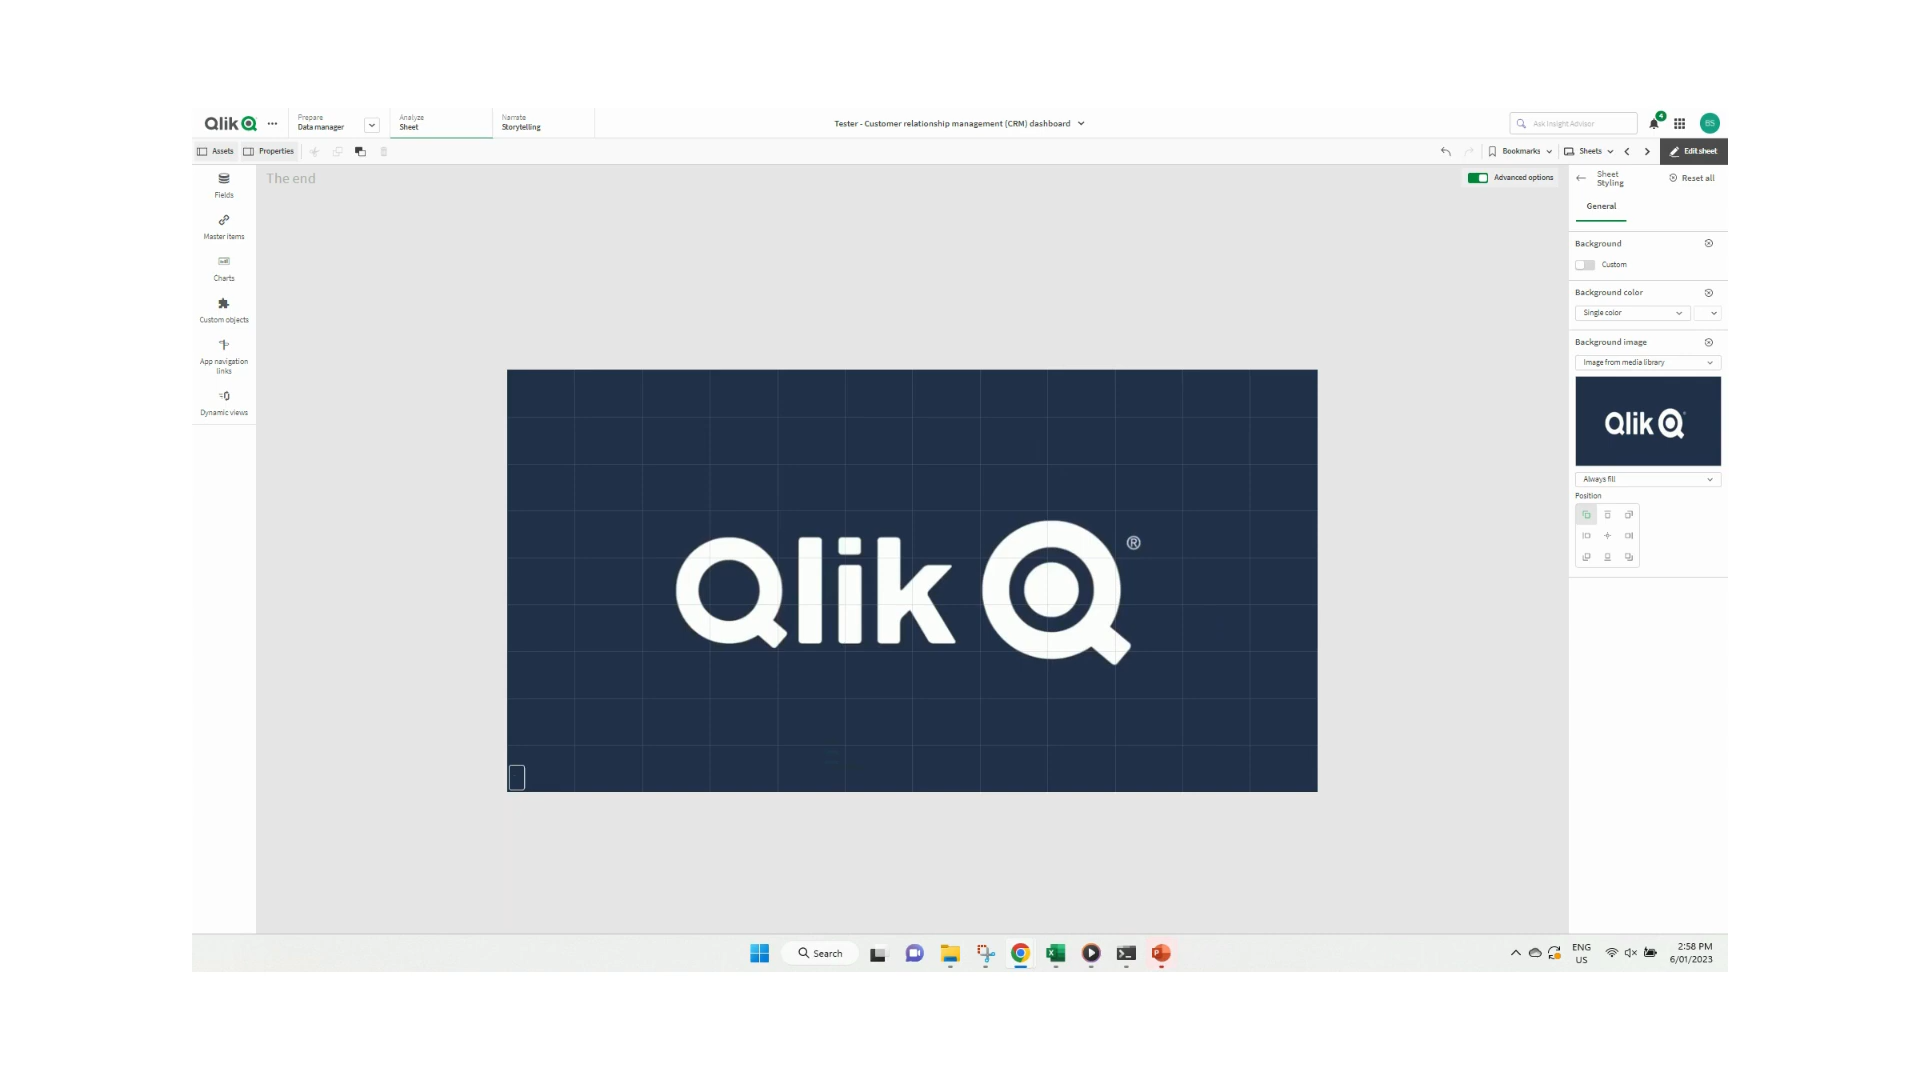 Qlik
Prepare
Data manager
Analyze
Sheet
Narrate
Storytelling
Tester - Customer relationship management (CRM) dashboard
Ask Insight Advisor
4
BS
Assets
Properties
Bookmarks
Sheets
Edit sheet
Fields
Master items
Charts
Custom objects
App navigation
links
Dynamic views
The end
Advanced options
Sheet
Styling
Reset all
General
Background
Custom
Background color
Single color
Background image
Image from media library
Qlik
Always fill
Position
Qlik ®
Search
ENG
US
2:58 PM
6/01/2023